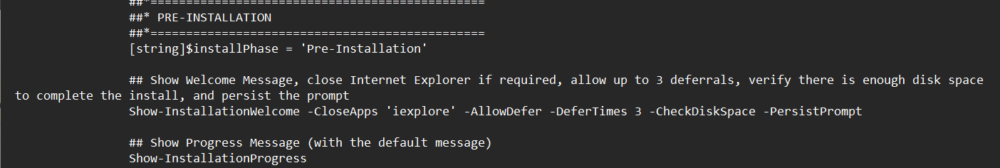 ##*===============================================
##* PRE-INSTALLATION
##*===============================================
[string]$installPhase = 'Pre-Installation'
## Show Welcome Message, close Internet Explorer if required, allow up to 3 deferrals, verify there is enough disk space
to complete the install, and persist the prompt
Show-InstallationWelcome -CloseApps 'iexplore' -AllowDefer -DeferTimes 3 -CheckDiskSpace -PersistPrompt
## Show Progress Message (with the default message)
Show-InstallationProgress